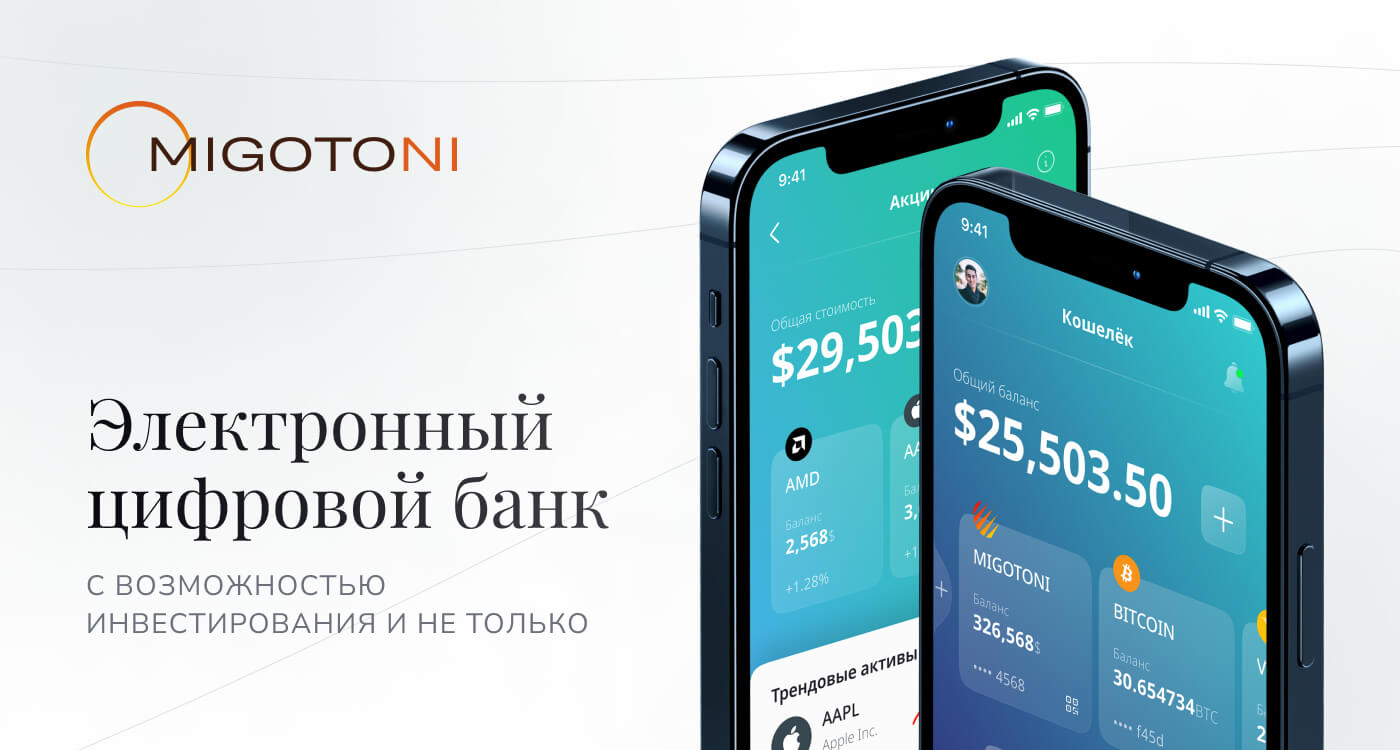 MIGOTONI
Электронный
цифровой банк
С ВОЗМОЖНОСТЬЮ
ИНВЕСТИРОВАНИЯ И НЕ ТОЛЬКО
9:41
Общая стоимость
$29,503
AMD
Баланс
2,568$
+1.28%
Трендовые активы
AAPL
Apple Inc.
9:41
Кошелёк
Общий баланс
$25,503.50
MIGOTONI
Баланс
326,568$
•••• 4568
BITCOIN
Баланс
30.654734BTC
•••• f45d